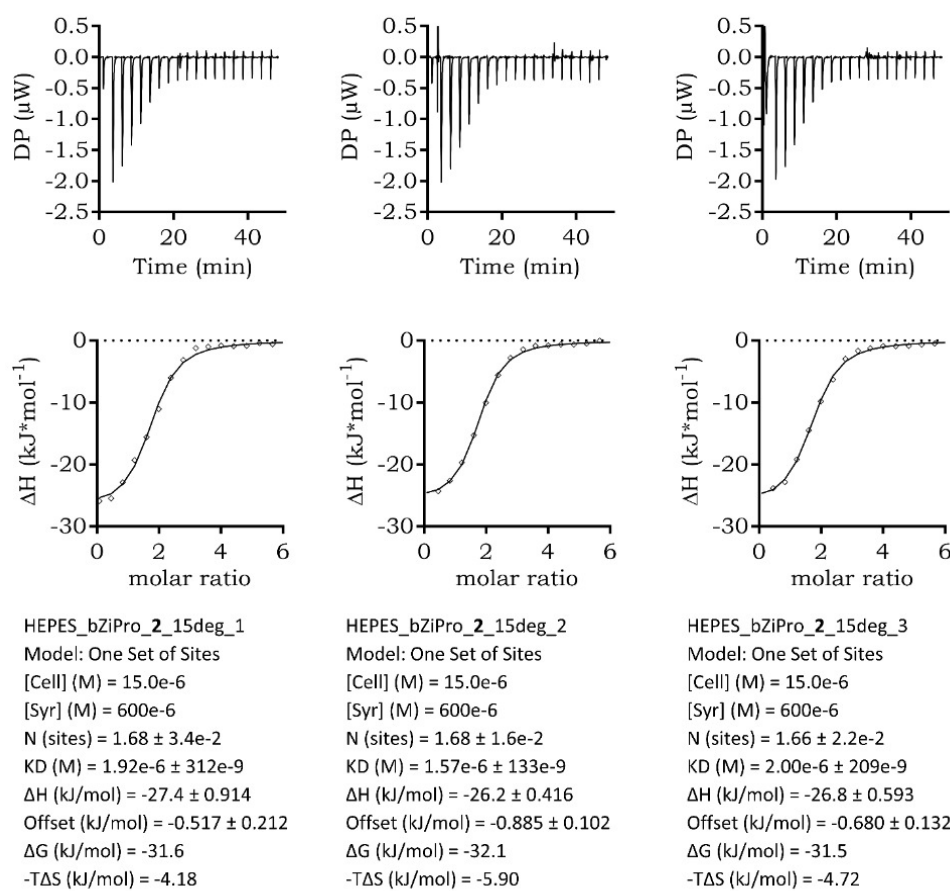 0.5
0.0
-0.5
-1.0
-1.5
-2.0
-2.5
DP (µW)
0 20 40
Time (min)
0.5
0.0
-0.5
-1.0
-1.5
-2.0
-2.5
DP (µW)
0 20 40
Time (min)
0.5
0.0
-0.5
-1.0
-1.5
-2.0
-2.5
DP (µW)
0 20 40
Time (min)
0
-10
-20
-30
ΔH (kJ*mol⁻¹)
0 2 4 6
molar ratio
0
-10
-20
-30
ΔH (kJ*mol⁻¹)
0 2 4 6
molar ratio
0
-10
-20
-30
ΔH (kJ*mol⁻¹)
0 2 4 6
molar ratio
HEPES_bZiPro_2_15deg_1
Model: One Set of Sites
[Cell] (M) = 15.0e-6
[Syr] (M) = 600e-6
N (sites) = 1.68 ± 3.4e-2
KD (M) = 1.92e-6 ± 312e-9
ΔH (kJ/mol) = -27.4 ± 0.914
Offset (kJ/mol) = -0.517 ± 0.212
ΔG (kJ/mol) = -31.6
-TΔS (kJ/mol) = -4.18
HEPES_bZiPro_2_15deg_2
Model: One Set of Sites
[Cell] (M) = 15.0e-6
[Syr] (M) = 600e-6
N (sites) = 1.68 ± 1.6e-2
KD (M) = 1.57e-6 ± 133e-9
ΔH (kJ/mol) = -26.2 ± 0.416
Offset (kJ/mol) = -0.885 ± 0.102
ΔG (kJ/mol) = -32.1
-TΔS (kJ/mol) = -5.90
HEPES_bZiPro_2_15deg_3
Model: One Set of Sites
[Cell] (M) = 15.0e-6
[Syr] (M) = 600e-6
N (sites) = 1.66 ± 2.2e-2
KD (M) = 2.00e-6 ± 209e-9
ΔH (kJ/mol) = -26.8 ± 0.593
Offset (kJ/mol) = -0.680 ± 0.132
ΔG (kJ/mol) = -31.5
-TΔS (kJ/mol) = -4.72